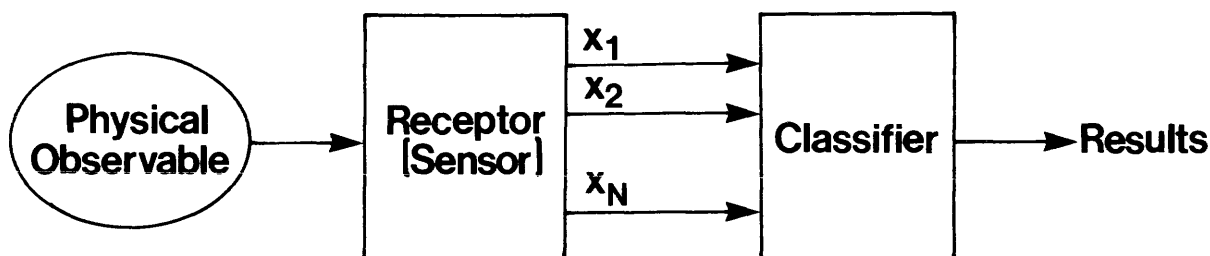 Physical
Observable
Receptor
[Sensor]
x1
x2
xN
Classifier
Results